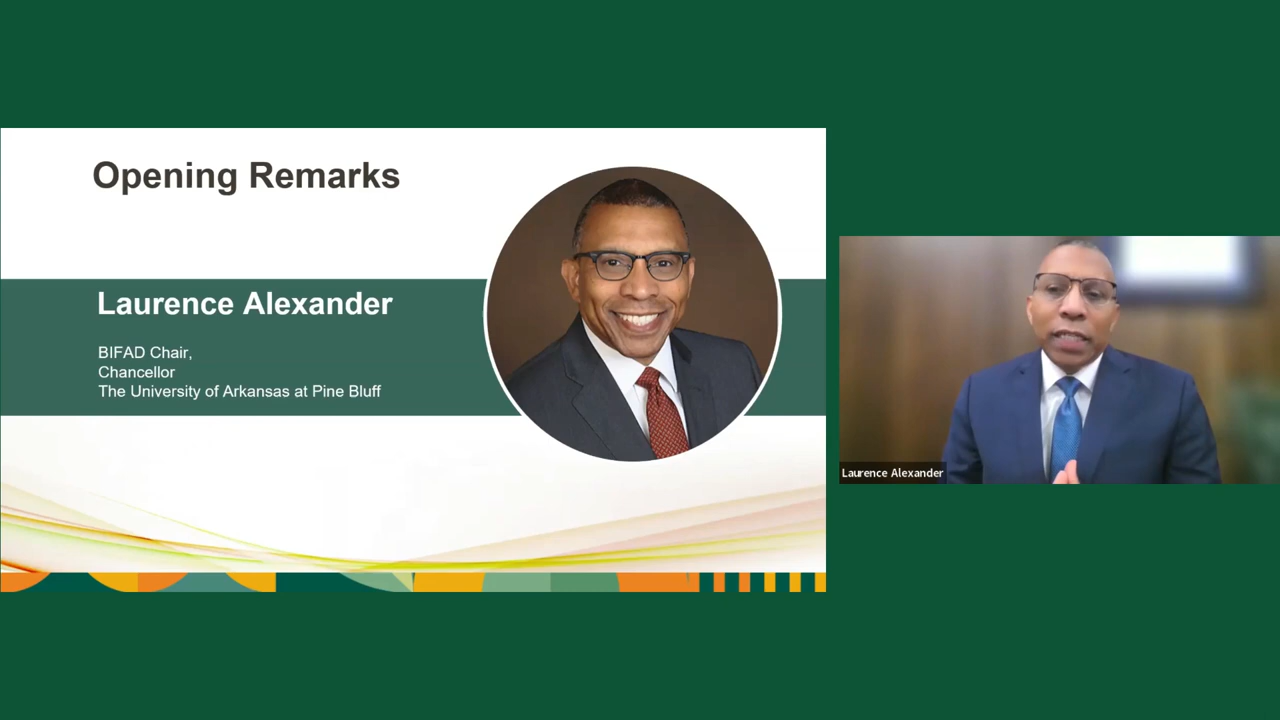 Opening Remarks
Laurence Alexander
BIFAD Chair,
Chancellor
The University of Arkansas at Pine Bluff
Laurence Alexander